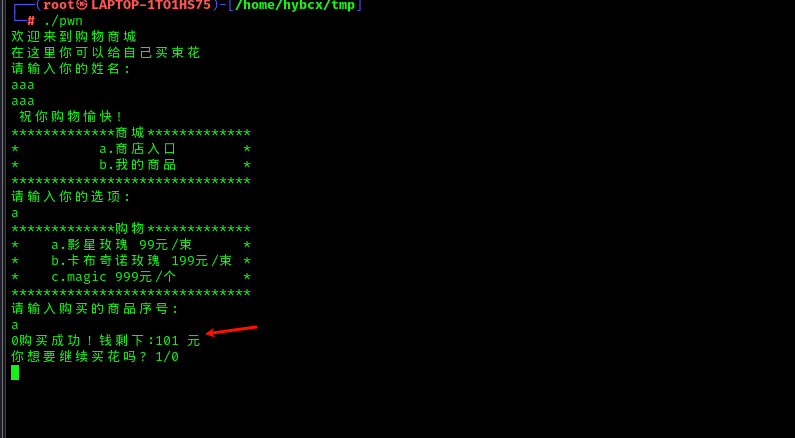 ┌──(root㉿LAPTOP-1TO1HS75)-[/home/hybcx/tmp]
└─# ./pwn
欢迎来到购物商城
在这里你可以给自己买束花
请输入你的姓名:
aaa
aaa
 祝你购物愉快!
*************商城*************
*          a.商店入口        *
*          b.我的商品        *
******************************
请输入你的选项:
a
*************购物*************
*    a.影星玫瑰 99元/束      *
*    b.卡布奇诺玫瑰 199元/束 *
*    c.magic 999元/个        *
******************************
请输入购买的商品序号:
a
0购买成功!钱剩下:101 元
你想要继续买花吗? 1/0